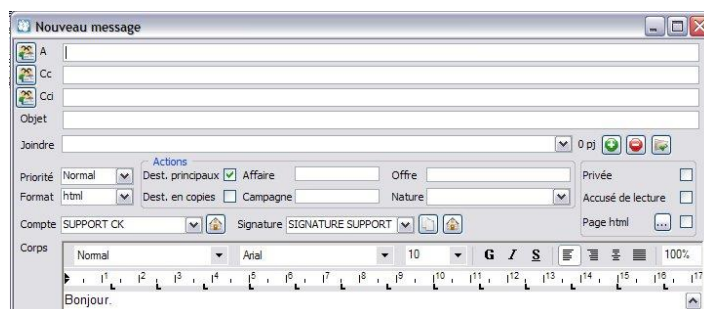 Nouveau message
A
Cc
Cci
Objet
Joindre 0 pj
Actions
Priorité Normal Dest. principaux Affaire Offre Privée
Format html Dest. en copies Campagne Nature Accusé de lecture
Compte SUPPORT CK Signature SIGNATURE SUPPORT Page html ...
Corps Normal Arial 10 G I S 100%
1 2 3 4 5 6 7 8 9 10 11 12 13 14 15 16 17
Bonjour.